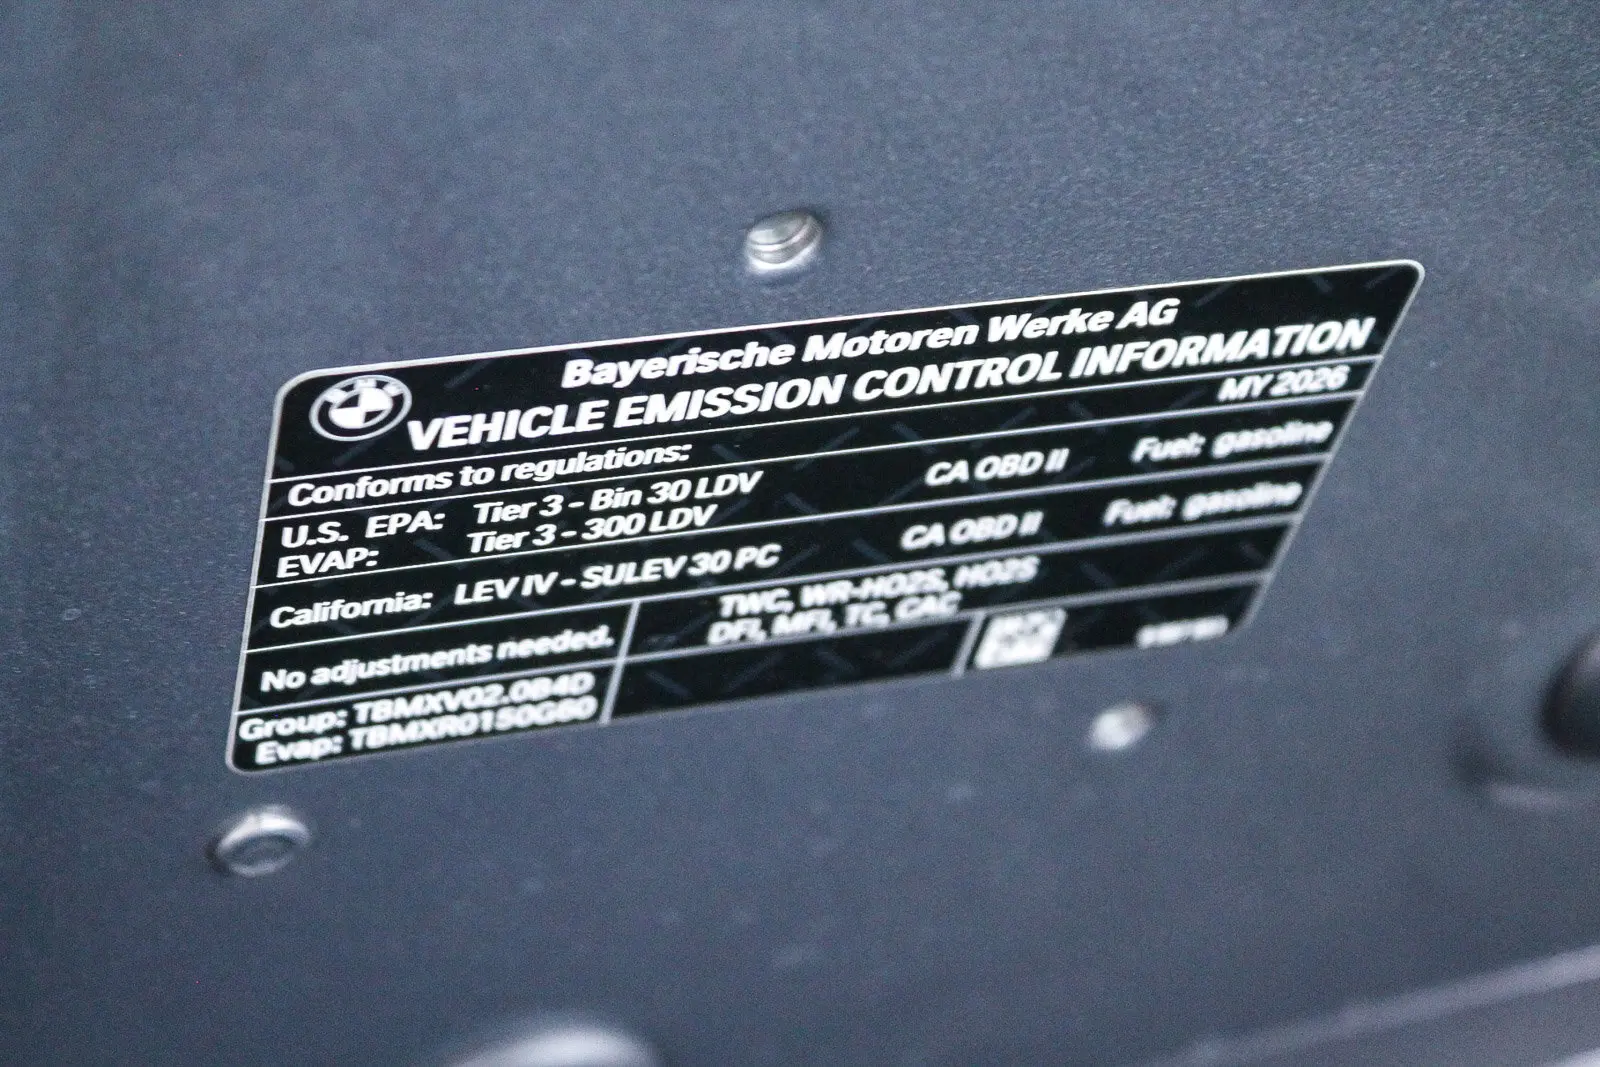 Bayerische Motoren Werke AG
VEHICLE EMISSION CONTROL INFORMATION
Conforms to regulations: MY 2026
U.S. EPA: Tier 3 - Bin 30 LDV CA OBD II Fuel: gasoline
EVAP: Tier 3 - 300 LDV
California: LEV IV - SULEV 30 PC CA OBD II Fuel: gasoline
No adjustments needed. TWC, WR-HO2S, HO2S
DFI, MFI, TC, CAC
Group: TBMXV02.0B4D
Evap: TBMXR0150G60